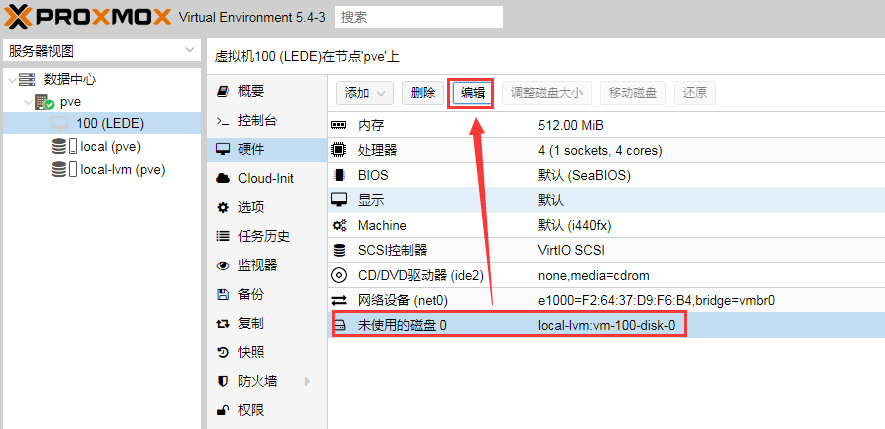 PROXMOX Virtual Environment 5.4-3 搜索
服务器视图
数据中心
pve
100 (LEDE)
local (pve)
local-lvm (pve)
虚拟机100 (LEDE)在节点'pve'上
概要
控制台
硬件
Cloud-Init
选项
任务历史
监视器
备份
复制
快照
防火墙
权限
添加 删除 编辑 调整磁盘大小 移动磁盘 还原
内存 512.00 MiB
处理器 4 (1 sockets, 4 cores)
BIOS 默认 (SeaBIOS)
显示 默认
Machine 默认 (i440fx)
SCSI控制器 VirtIO SCSI
CD/DVD驱动器 (ide2) none,media=cdrom
网络设备 (net0) e1000=F2:64:37:D9:F6:B4,bridge=vmbr0
未使用的磁盘 0 local-lvm:vm-100-disk-0